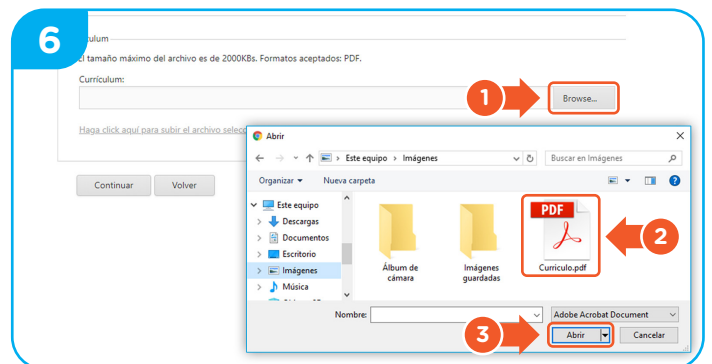 6
El tamaño máximo del archivo es de 2000KBs. Formatos aceptados: PDF.
Currículum:
1
Browse...
Haga click aquí para subir el archivo
Abrir
Este equipo > Imágenes
Buscar en Imágenes
Organizar
Nueva carpeta
Este equipo
Descargas
Documentos
Escritorio
Imágenes
Música
Álbum de
cámara
Imágenes
guardadas
PDF
Curriculo.pdf
2
Nombre:
Adobe Acrobat Document
3
Abrir
Cancelar
Continuar
Volver